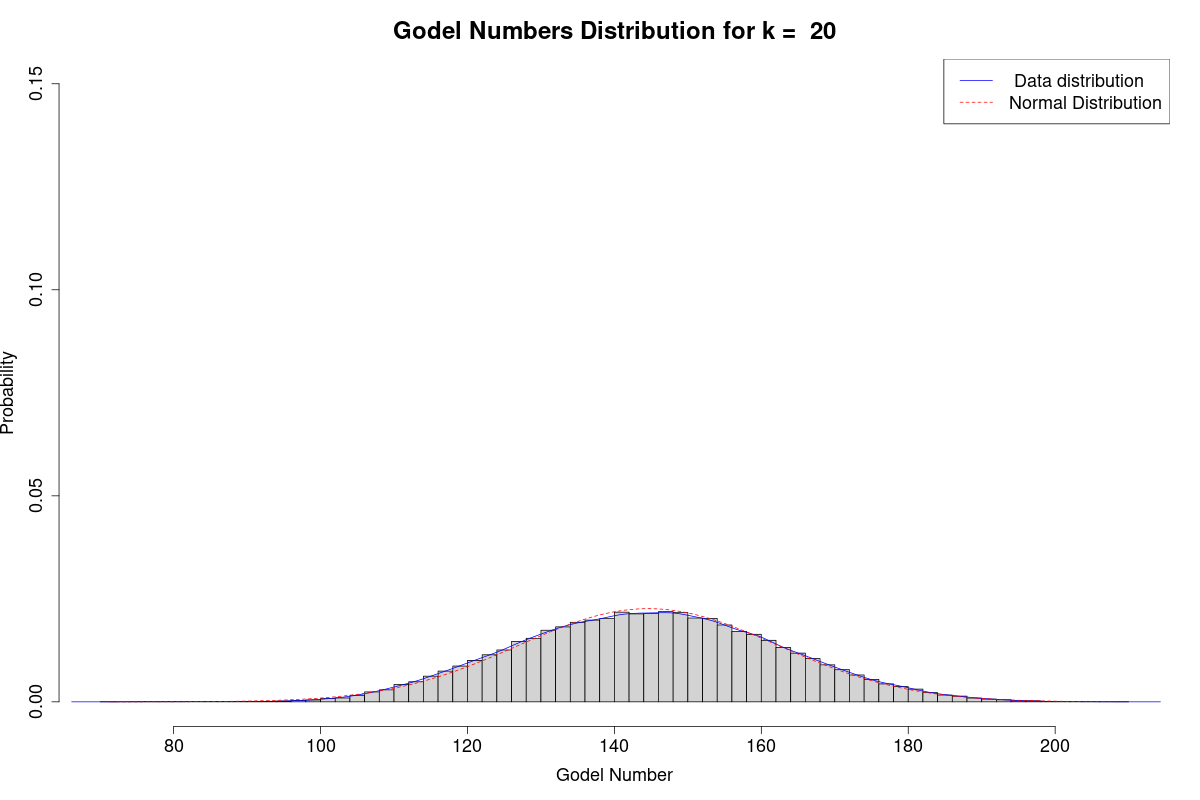 Godel Numbers Distribution for k =  20
Data distribution
Normal Distribution
0.15
0.10
0.05
0.00
Probability
80 100 120 140 160 180 200
Godel Number